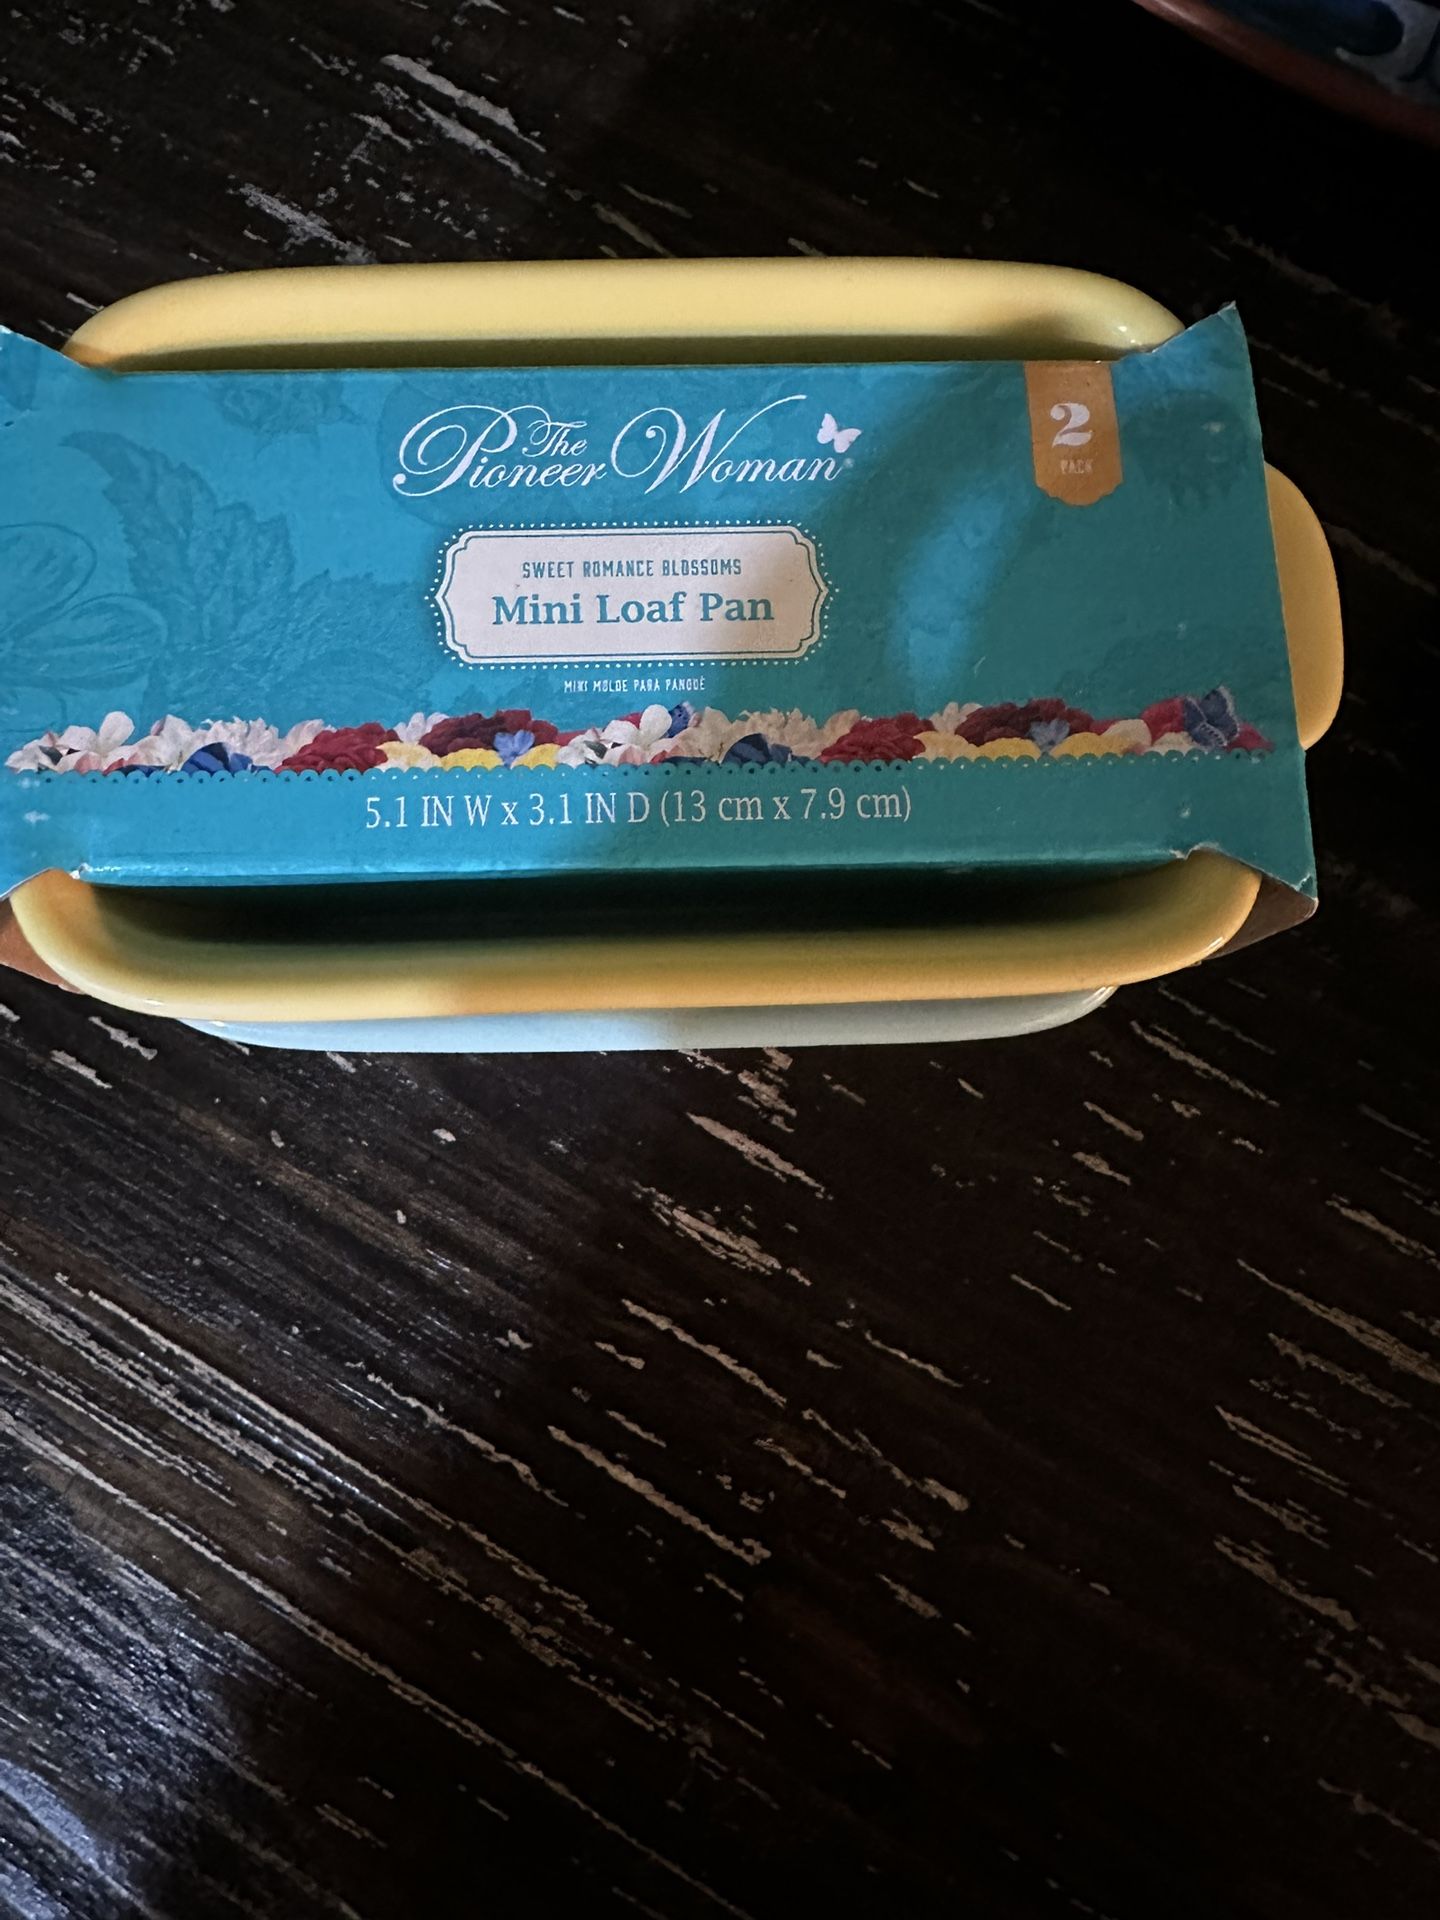 The
Pioneer Woman®
2
PACK
SWEET ROMANCE BLOSSOMS
Mini Loaf Pan
MINI MOLDE PARA PANQUÉ
5.1 IN W x 3.1 IN D (13 cm x 7.9 cm)